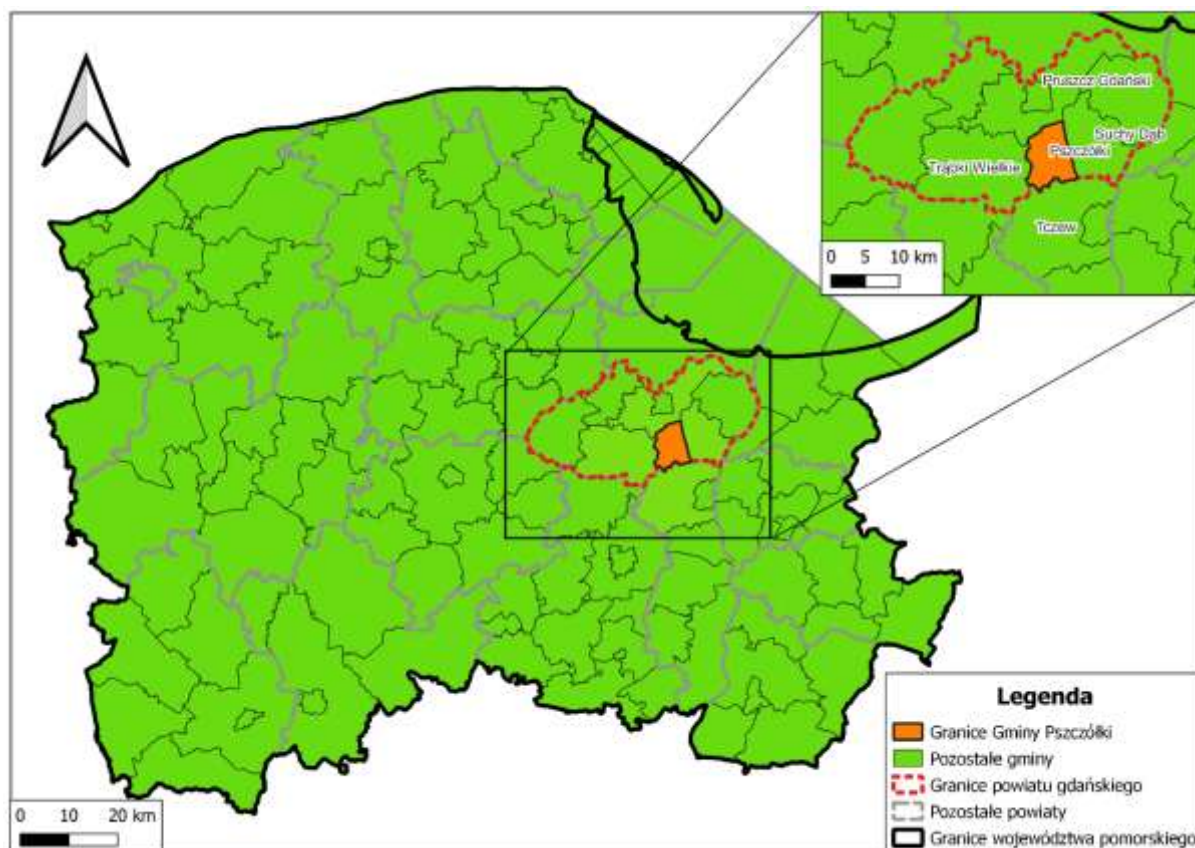 Pruszcz Gdański
Suchy Dąb
Pszczółki
Trąbki Wielkie
Tczew
0 5 10 km
Legenda
Granice Gminy Pszczółki
Pozostałe gminy
Granice powiatu gdańskiego
Pozostałe powiaty
Granice województwa pomorskiego
0 10 20 km